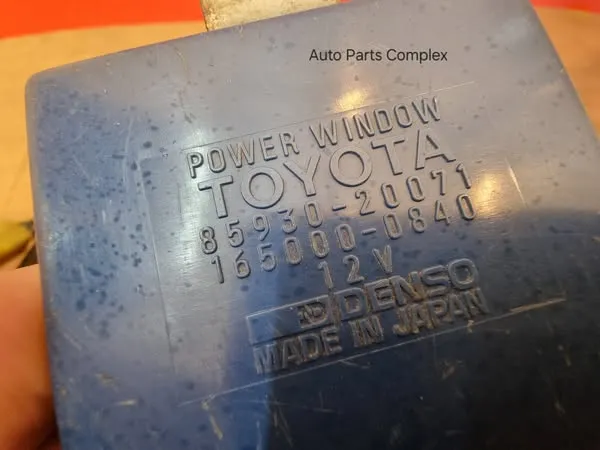 Auto Parts Complex
POWER WINDOW
TOYOTA
85930-20071
165000-0840
12V
DENSO
MADE IN JAPAN